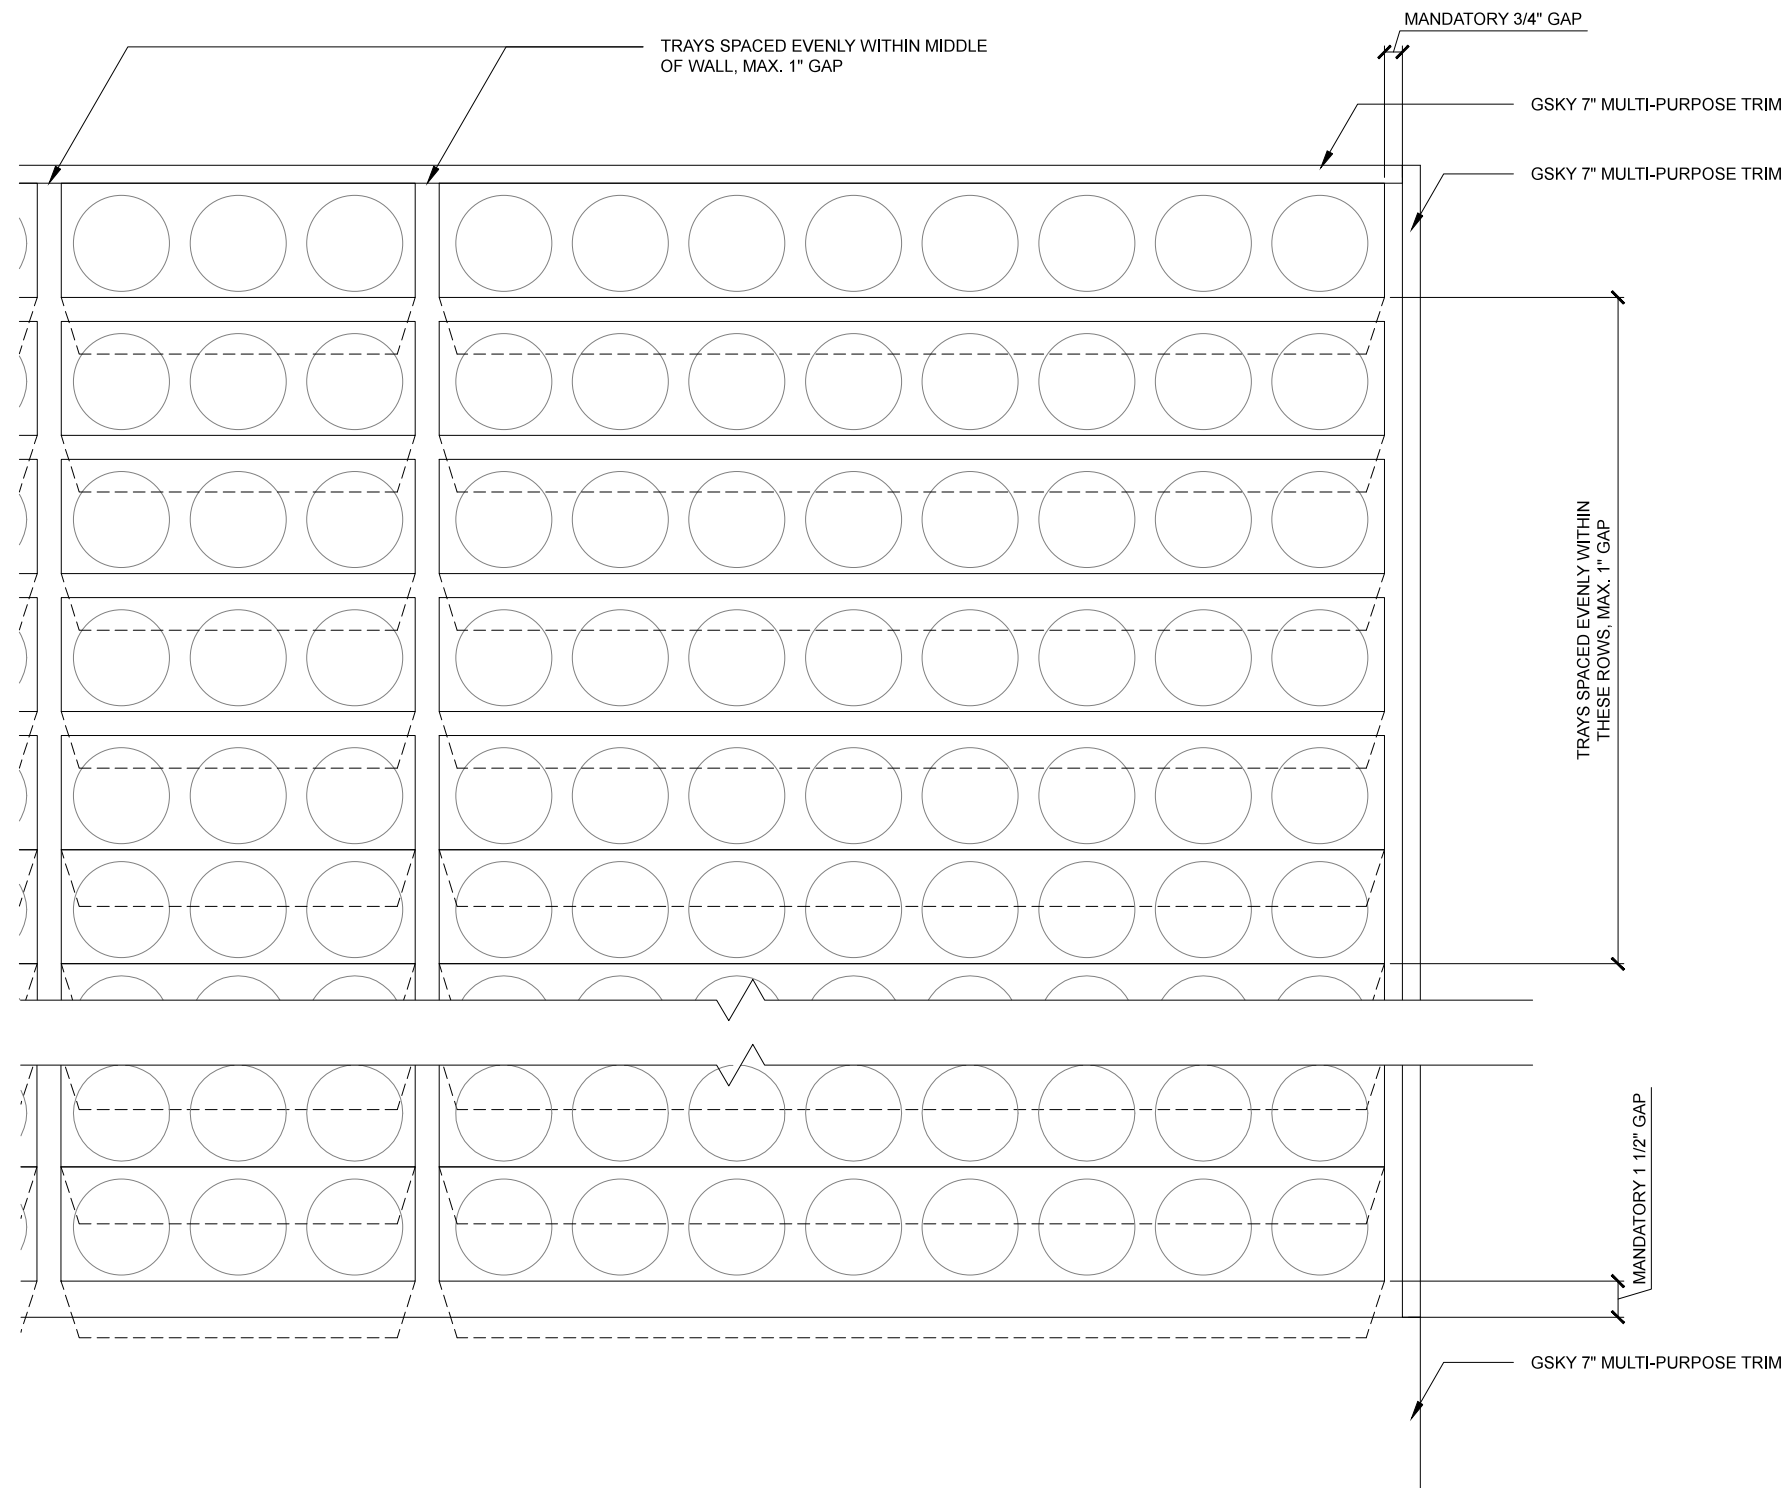 MANDATORY 3/4" GAP
TRAYS SPACED EVENLY WITHIN MIDDLE
OF WALL, MAX. 1" GAP
GSKY 7" MULTI-PURPOSE TRIM
GSKY 7" MULTI-PURPOSE TRIM
TRAYS SPACED EVENLY WITHIN
THESE ROWS, MAX. 1" GAP
MANDATORY 1 1/2" GAP
GSKY 7" MULTI-PURPOSE TRIM